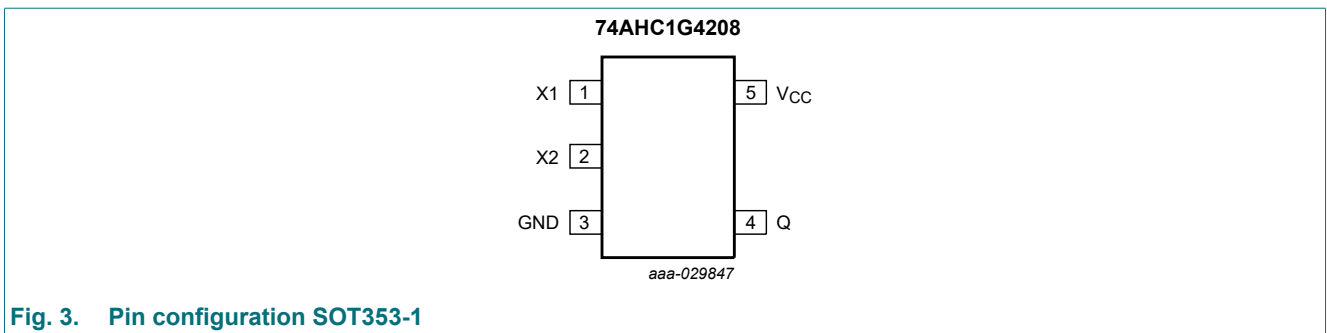 74AHC1G4208
X1 1 5 VCC
X2 2
GND 3 4 Q
aaa-029847
Fig. 3. Pin configuration SOT353-1